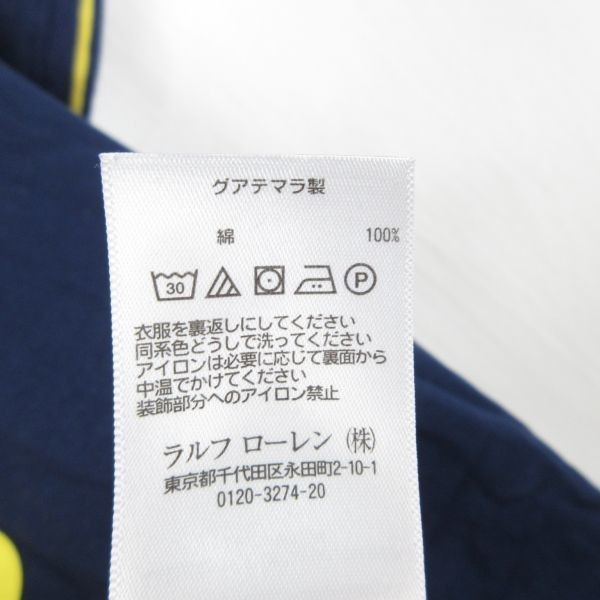 グアテマラ製
綿 100%
30 P
衣服を裏返しにしてください
同系色どうしで洗ってください
アイロンは必要に応じて裏面から
中温でかけてください
装飾部分へのアイロン禁止
ラルフ ローレン (株)
東京都千代田区永田町2-10-1
0120-3274-20